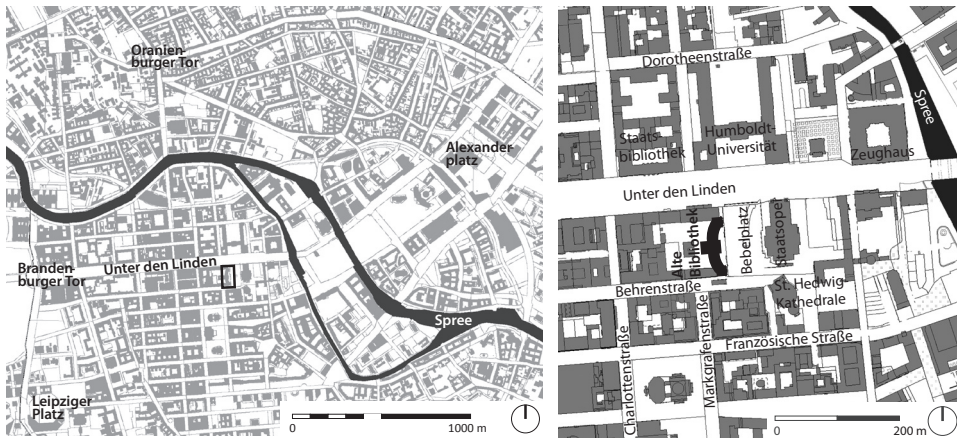 Oranien-
burger Tor
Alexander-
platz
Branden-
burger Tor
Unter den Linden
Spree
Leipziger
Platz
0
1000 m
Dorotheenstraße
Spree
Staats-
bibliothek
Humboldt-
Universität
Zeughaus
Unter den Linden
Alte
Bibliothek
Bebelplatz
Staatsoper
Behrenstraße
St. Hedwig-
Kathedrale
Charlottenstraße
Markgrafenstraße
Französische Straße
0
200 m